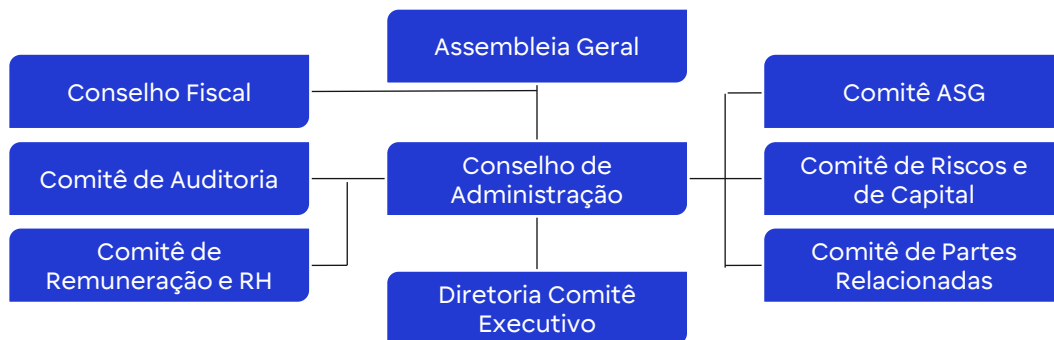 Assembleia Geral
Conselho Fiscal
Comitê ASG
Comitê de Auditoria
Conselho de
Administração
Comitê de Riscos e
de Capital
Comitê de
Remuneração e RH
Comitê de Partes
Relacionadas
Diretoria Comitê
Executivo